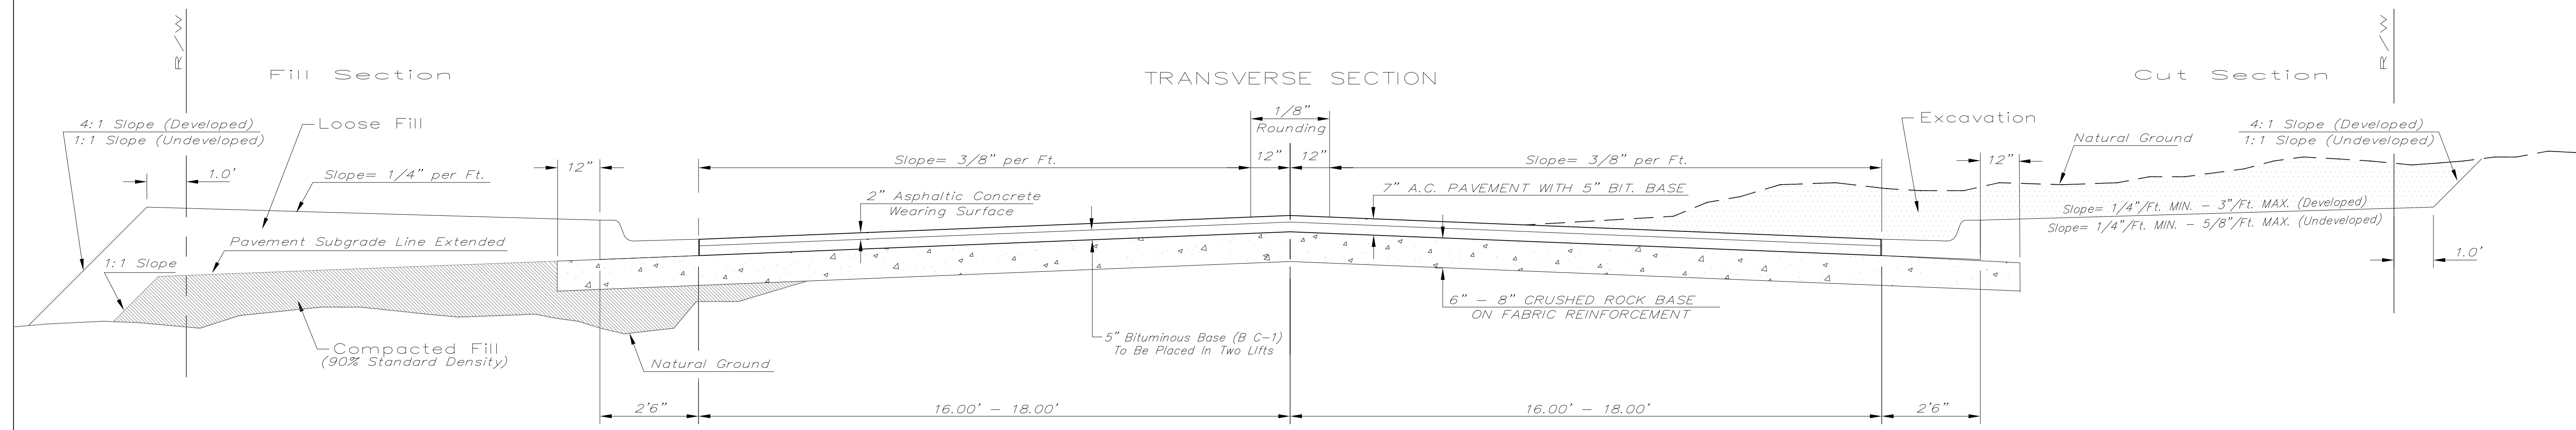 R/W
R/W
Fill Section
TRANSVERSE SECTION
Cut Section
4:1 Slope (Developed)
1:1 Slope (Undeveloped)
Loose Fill
1/8"
Rounding
Excavation
Natural Ground
4:1 Slope (Developed)
1:1 Slope (Undeveloped)
1.0'
Slope= 1/4" per Ft.
12"
Slope= 3/8" per Ft.
12"
12"
Slope= 3/8" per Ft.
12"
2" Asphaltic Concrete
Wearing Surface
7" A.C. PAVEMENT WITH 5" BIT. BASE
Slope= 1/4"/Ft. MIN. - 3"/Ft. MAX. (Developed)
Slope= 1/4"/Ft. MIN. - 5/8"/Ft. MAX. (Undeveloped)
Pavement Subgrade Line Extended
1:1 Slope
1.0'
6" - 8" CRUSHED ROCK BASE
ON FABRIC REINFORCEMENT
5" Bituminous Base (B C-1)
To Be Placed In Two LIfts
Compacted Fill
(90% Standard Density)
Natural Ground
2'6"
16.00' - 18.00'
16.00' - 18.00'
2'6"